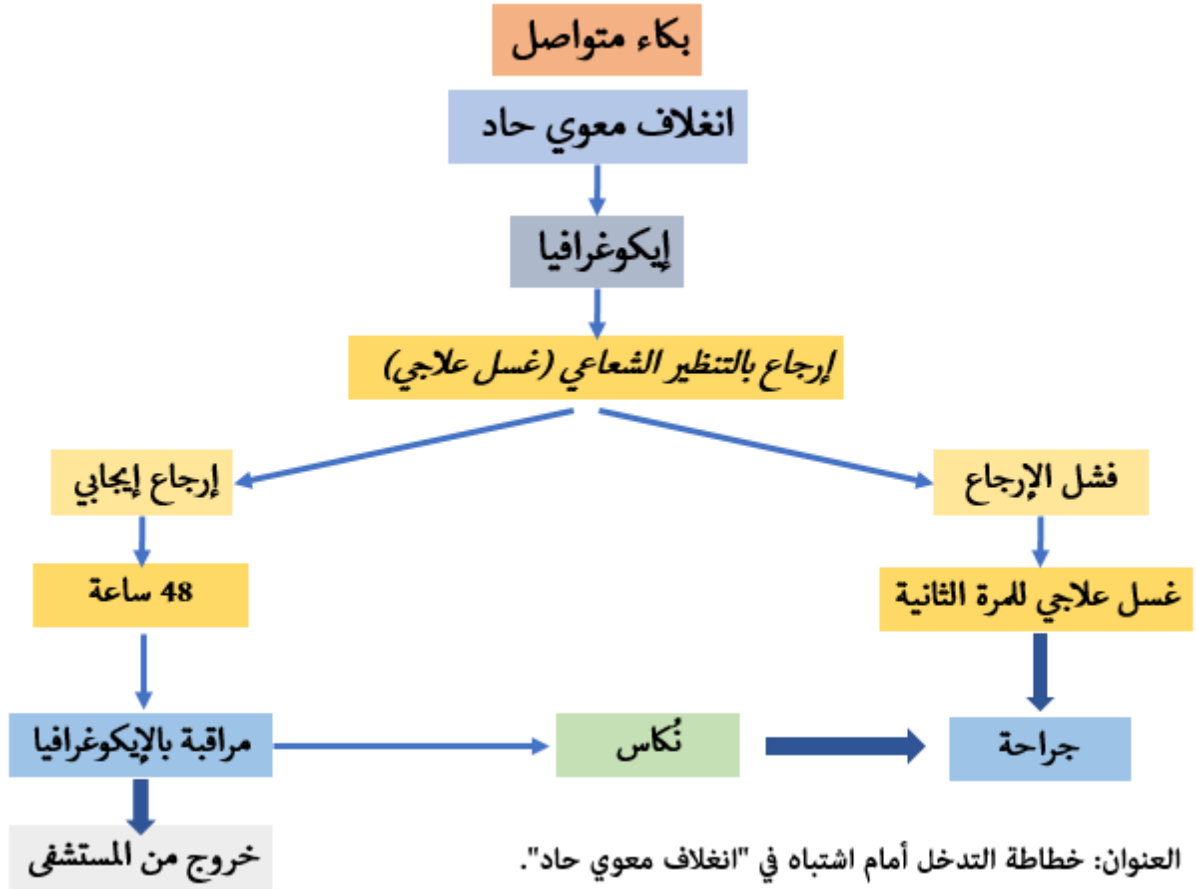 بكاء متواصل
انغلاف معوي حاد
إيكوغرافيا
إرجاع بالتنظير الشعاعي (غسل علاجي)
فشل الإرجاع
إرجاع إيجابي
غسل علاجي للمرة الثانية
48 ساعة
جراحة
نُكاس
مراقبة بالإيكوغرافيا
خروج من المستشفى
العنوان: خطاطة التدخل أمام اشتباه في "انغلاف معوي حاد".